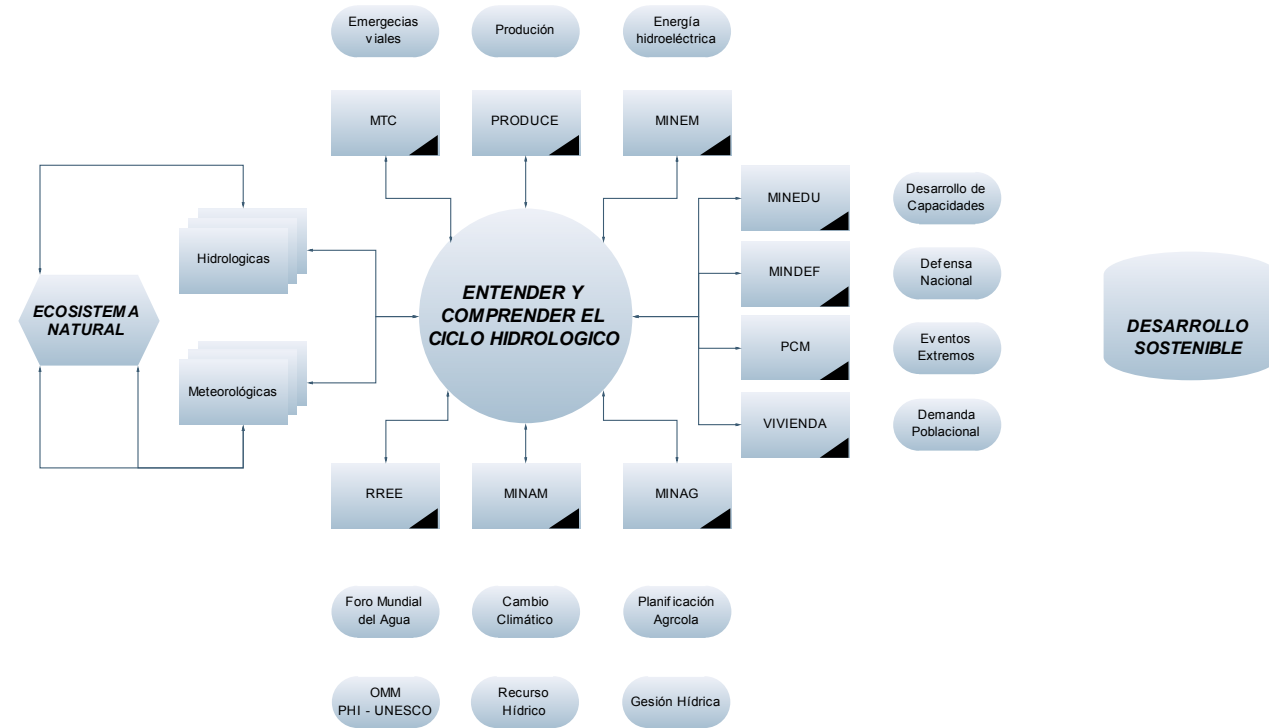 Emergecias
viales
Produción
Energía
hidroeléctrica
MTC
PRODUCE
MINEM
MINEDU
Desarrollo de
Capacidades
Hidrologicas
MINDEF
Defensa
Nacional
ECOSISTEMA
NATURAL
ENTENDER Y
COMPRENDER EL
CICLO HIDROLOGICO
PCM
Eventos
Extremos
DESARROLLO
SOSTENIBLE
Meteorológicas
VIVIENDA
Demanda
Poblacional
RREE
MINAM
MINAG
Foro Mundial
del Agua
Cambio
Climático
Planificación
Agrcola
OMM
PHI - UNESCO
Recurso
Hídrico
Gesión Hídrica